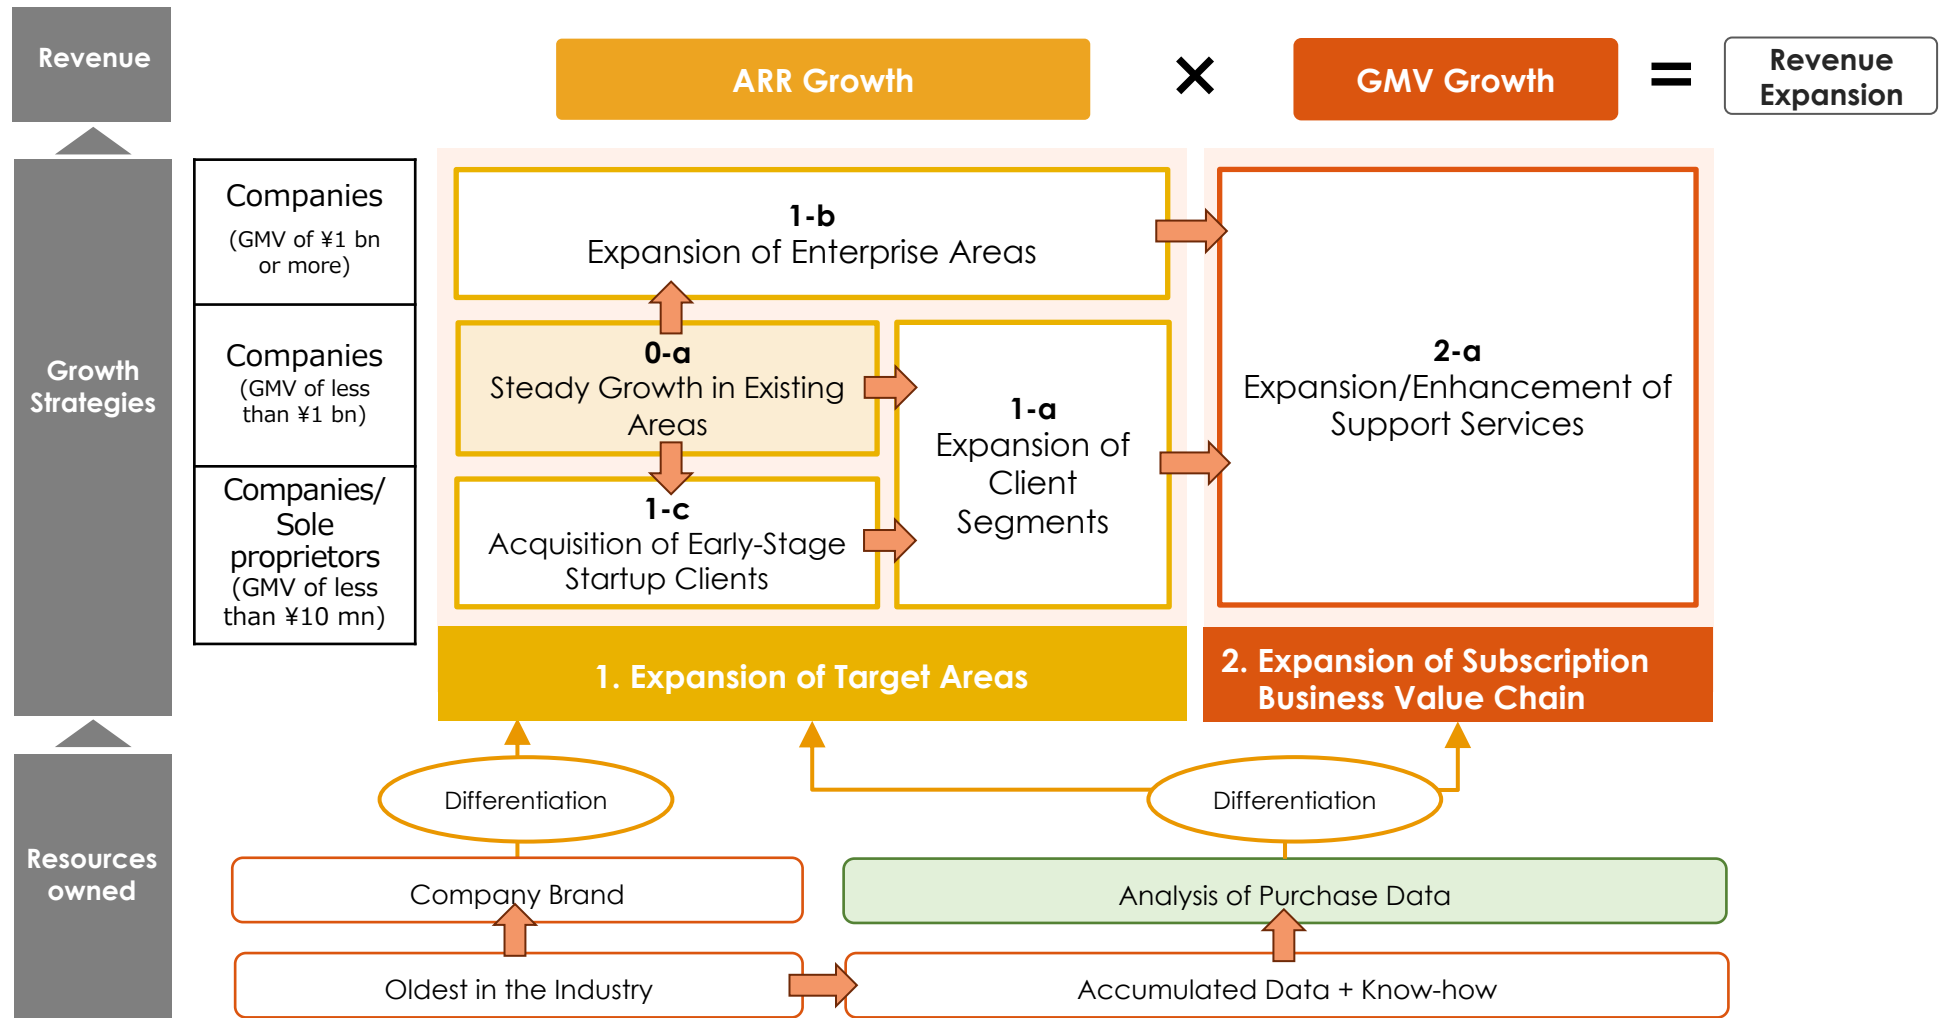 Revenue
ARR Growth
×
GMV Growth
=
Revenue
Expansion
Growth
Strategies
Companies
(GMV of ¥1 bn
or more)
Companies
(GMV of less
than ¥1 bn)
Companies/
Sole
proprietors
(GMV of less
than ¥10 mn)
1-b
Expansion of Enterprise Areas
0-a
Steady Growth in Existing
Areas
1-c
Acquisition of Early-Stage
Startup Clients
1-a
Expansion of
Client
Segments
2-a
Expansion/Enhancement of
Support Services
1. Expansion of Target Areas
2. Expansion of Subscription
Business Value Chain
Resources
owned
Differentiation
Differentiation
Company Brand
Analysis of Purchase Data
Oldest in the Industry
Accumulated Data + Know-how